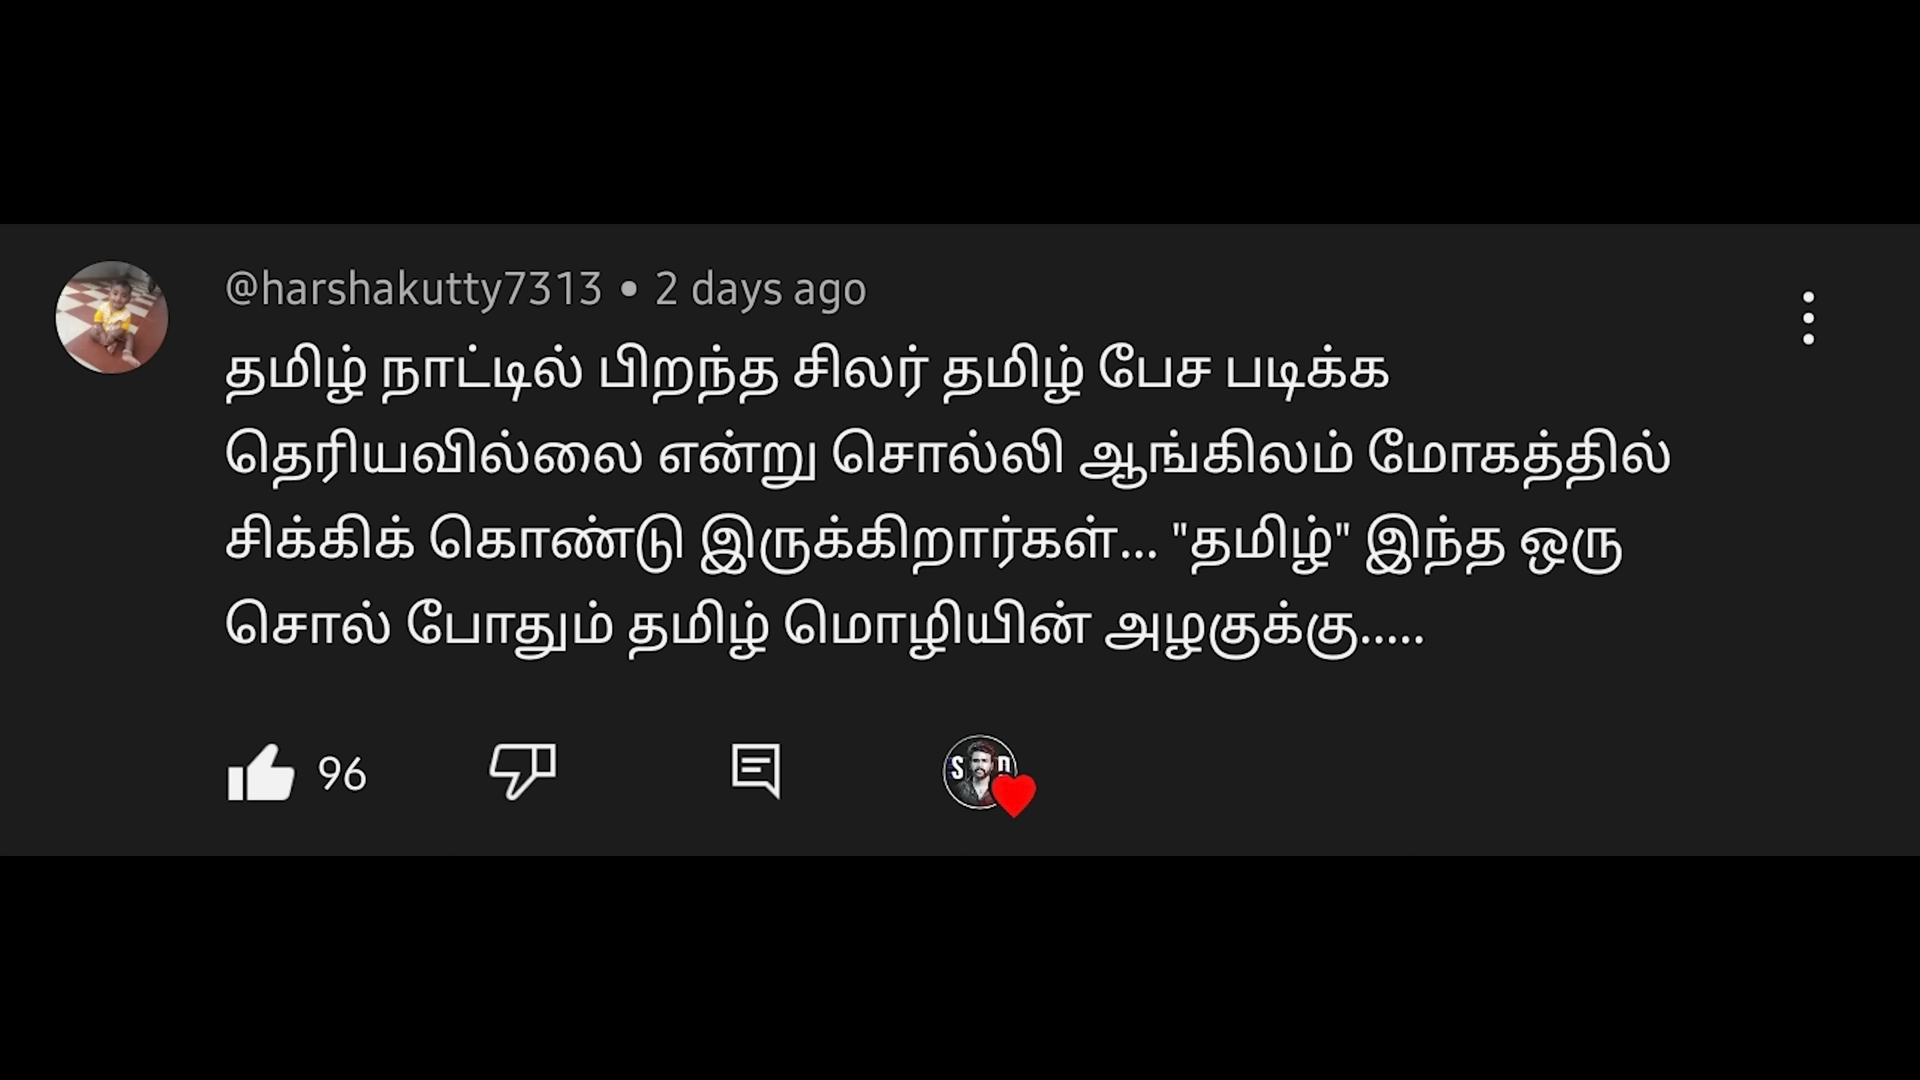 @harshakutty7313 • 2 days ago
தமிழ் நாட்டில் பிறந்த சிலர் தமிழ் பேச படிக்க
தெரியவில்லை என்று சொல்லி ஆங்கிலம் மோகத்தில்
சிக்கிக் கொண்டு இருக்கிறார்கள்... "தமிழ்" இந்த ஒரு
சொல் போதும் தமிழ் மொழியின் அழகுக்கு.....
96
S D